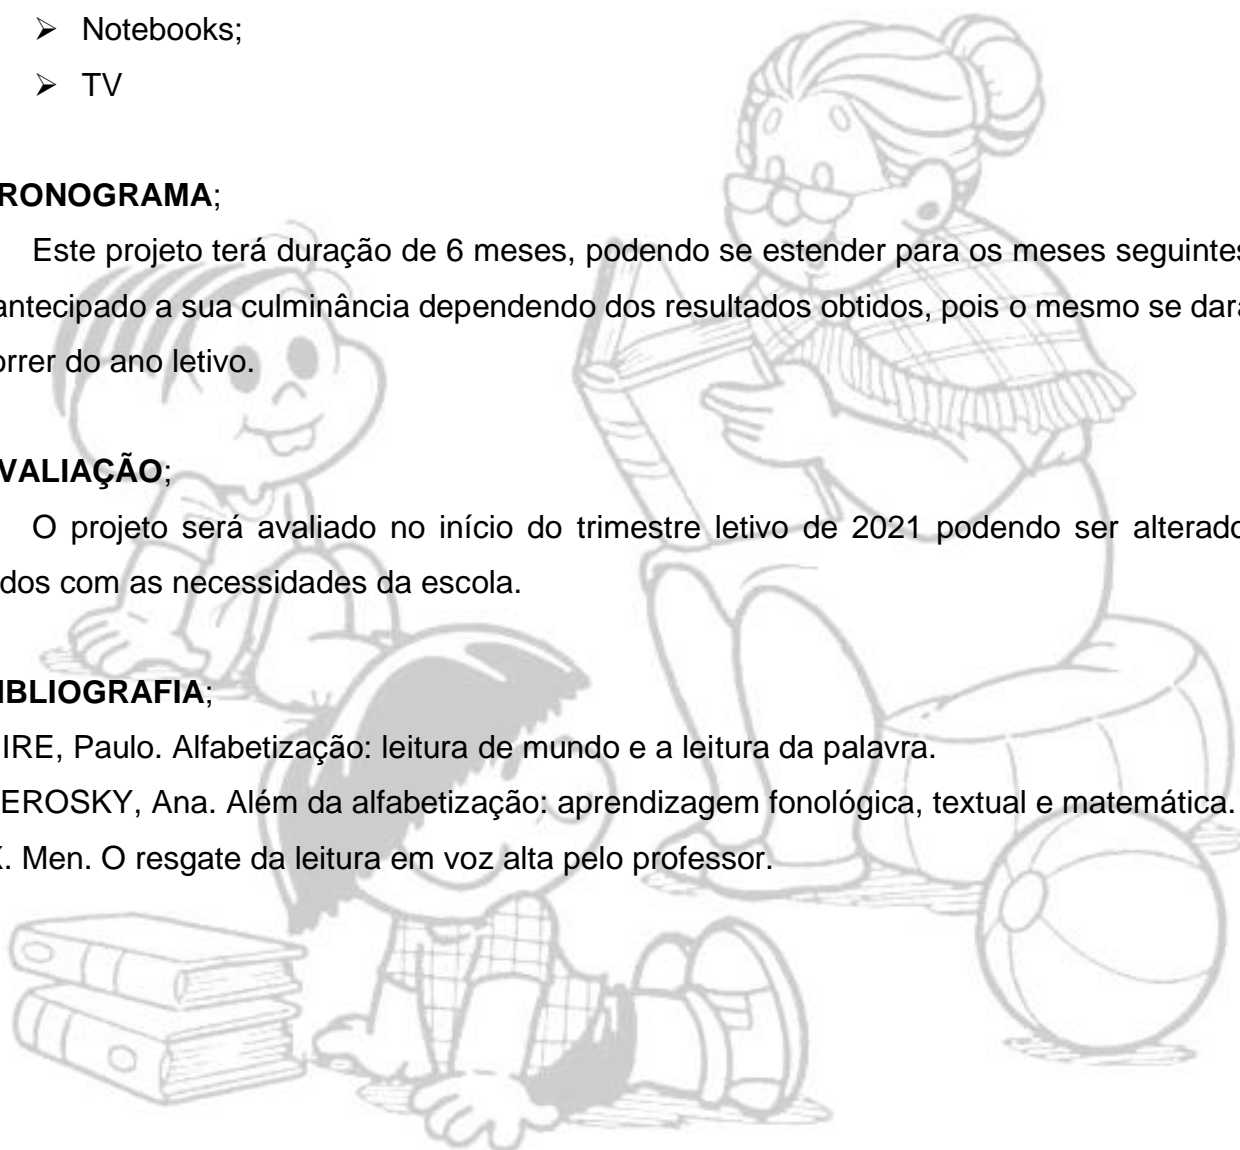 ➢ Notebooks;
➢ TV
RONOGRAMA;
Este projeto terá duração de 6 meses, podendo se estender para os meses seguintes
antecipado a sua culminância dependendo dos resultados obtidos, pois o mesmo se dará
orrer do ano letivo.
VALIAÇÃO;
O projeto será avaliado no início do trimestre letivo de 2021 podendo ser alterado
dos com as necessidades da escola.
IBLIOGRAFIA;
IRE, Paulo. Alfabetização: leitura de mundo e a leitura da palavra.
EROSKY, Ana. Além da alfabetização: aprendizagem fonológica, textual e matemática.
X. Men. O resgate da leitura em voz alta pelo professor.